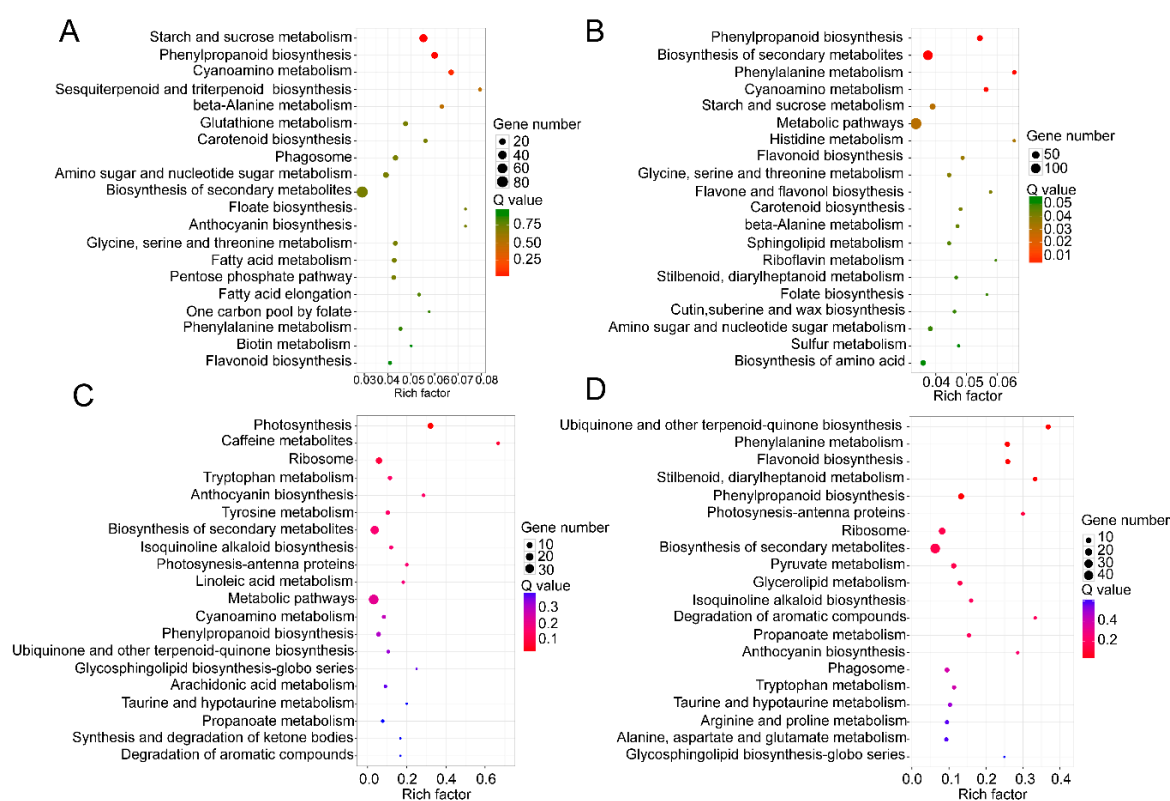 A
Starch and sucrose metabolism
Phenylpropanoid biosynthesis
Cyanoamino metabolism
Sesquiterpenoid and triterpenoid biosynthesis
beta-Alanine metabolism
Glutathione metabolism
Carotenoid biosynthesis
Phagosome
Amino sugar and nucleotide sugar metabolism
Biosynthesis of secondary metabolites
Floate biosynthesis
Anthocyanin biosynthesis
Glycine, serine and threonine metabolism
Fatty acid metabolism
Pentose phosphate pathway
Fatty acid elongation
One carbon pool by folate
Phenylalanine metabolism
Biotin metabolism
Flavonoid biosynthesis
0.03 0.04 0.05 0.06 0.07 0.08
Rich factor
Gene number
20
40
60
80
Q value
0.75
0.50
0.25
B
Phenylpropanoid biosynthesis
Biosynthesis of secondary metabolites
Phenylalanine metabolism
Cyanoamino metabolism
Starch and sucrose metabolism
Metabolic pathways
Histidine metabolism
Flavonoid biosynthesis
Glycine, serine and threonine metabolism
Flavone and flavonol biosythesis
Carotenoid biosynthesis
beta-Alanine metabolism
Sphingolipid metabolism
Riboflavin metabolism
Stilbenoid, diarylheptanoid metabolism
Folate biosynthesis
Cutin,suberine and wax biosynthesis
Amino sugar and nucleotide sugar metabolism
Sulfur metabolism
Biosynthesis of amino acid
0.04 0.05 0.06
Rich factor
Gene number
50
100
Q value
0.05
0.04
0.03
0.02
0.01
C
Photosynthesis
Caffeine metabolites
Ribosome
Tryptophan metabolism
Anthocyanin biosynthesis
Tyrosine metabolism
Biosynthesis of secondary metabolites
Isoquinoline alkaloid biosynthesis
Photosynesis-antenna proteins
Linoleic acid metabolism
Metabolic pathways
Cyanoamino metabolism
Phenylpropanoid biosynthesis
Ubiquinone and other terpenoid-quinone biosynthesis
Glycosphingolipid biosynthesis-globo series
Arachidonic acid metabolism
Taurine and hypotaurine metabolism
Propanoate metabolism
Synthesis and degradation of ketone bodies
Degradation of aromatic compounds
0.0 0.2 0.4 0.6
Rich factor
Gene number
10
20
30
Q value
0.3
0.2
0.1
D
Ubiquinone and other terpenoid-quinone biosynthesis
Phenylalanine metabolism
Flavonoid biosynthesis
Stilbenoid, diarylheptanoid metabolism
Phenylpropanoid biosynthesis
Photosynesis-antenna proteins
Ribosome
Biosynthesis of secondary metabolites
Pyruvate metabolism
Glycerolipid metabolism
Isoquinoline alkaloid biosynthesis
Degradation of aromatic compounds
Propanoate metabolism
Anthocyanin biosynthesis
Phagosome
Tryptophan metabolism
Taurine and hypotaurine metabolism
Arginine and proline metabolism
Alanine, aspartate and glutamate metabolism
Glycosphingolipid biosynthesis-globo series
0.0 0.1 0.2 0.3 0.4
Rich factor
Gene number
10
20
30
40
Q value
0.4
0.2